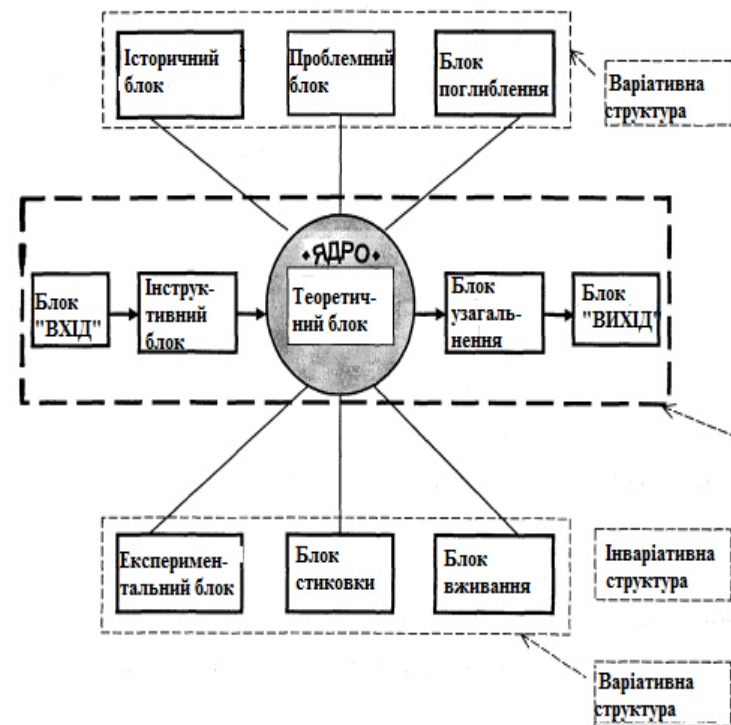 Історичний
блок
Проблемний
блок
Блок
поглиблення
Варіативна
структура
ЯДРО
Блок
"ВХІД"
Інструк-
тивний
блок
Теоретич-
ний блок
Блок
узагаль-
нення
Блок
"ВИХІД"
Експеримен-
тальний блок
Блок
стиковки
Блок
вживання
Інваріативна
структура
Варіативна
структура